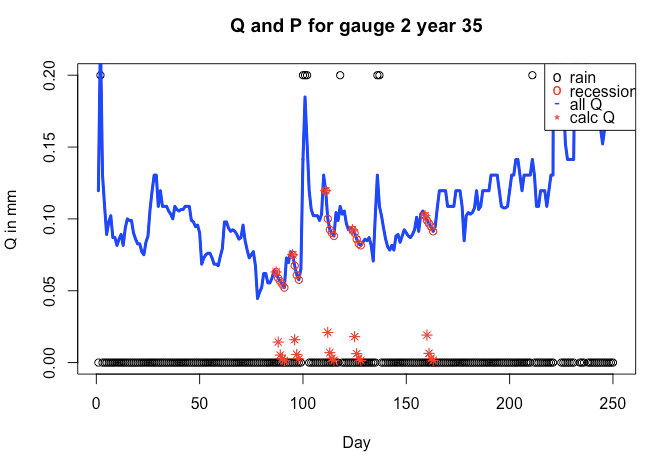 Q and P for gauge 2 year 35
Q in mm
0.20
0.15
0.10
0.05
0.00
rain
recession
all Q
calc Q
0 50 100 150 200 250
Day